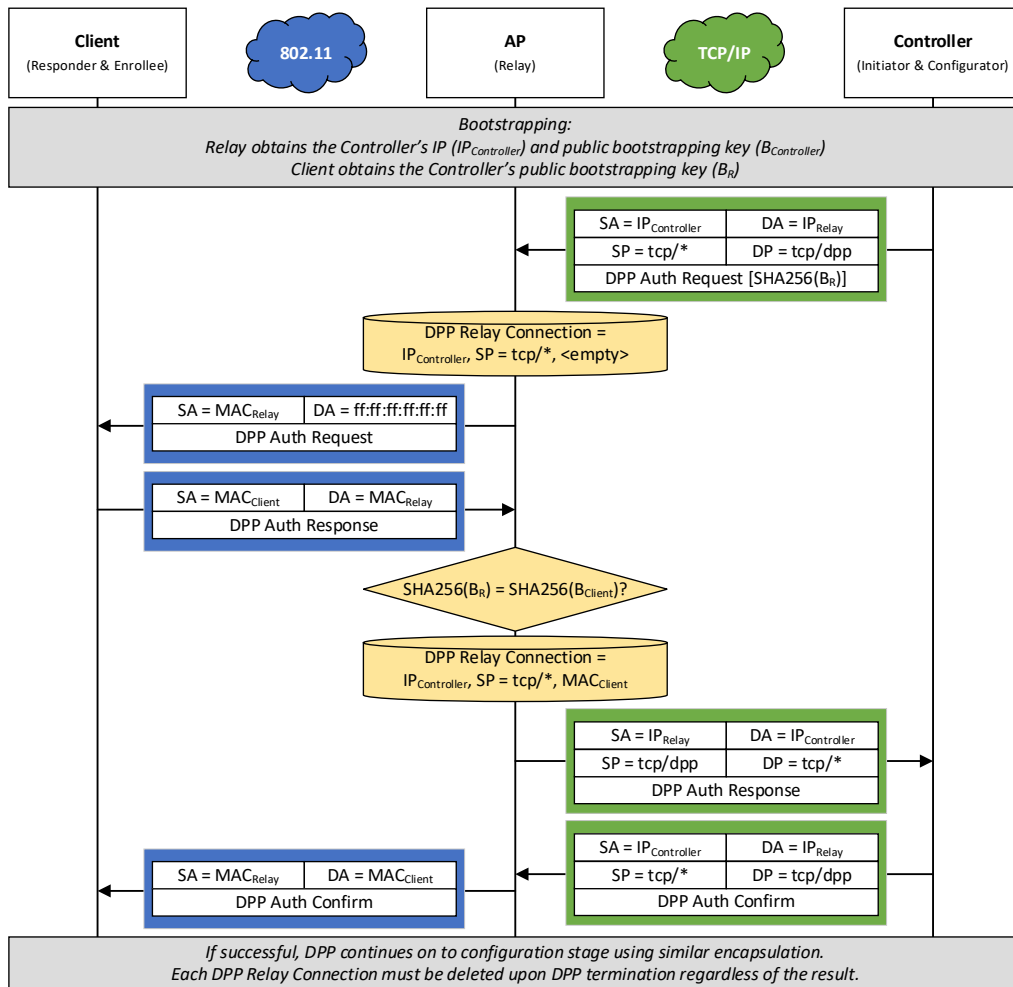 Client
(Responder & Enrollee)
802.11
AP
(Relay)
TCP/IP
Controller
(Initiator & Configurator)
Bootstrapping:
Relay obtains the Controller's IP (IPController) and public bootstrapping key (BController)
Client obtains the Controller's public bootstrapping key (BR)
SA = IPController DA = IPRelay
SP = tcp/* DP = tcp/dpp
DPP Auth Request [SHA256(BR)]
DPP Relay Connection =
IPController, SP = tcp/*, <empty>
SA = MACRelay DA = ff:ff:ff:ff:ff:ff
DPP Auth Request
SA = MACClient DA = MACRelay
DPP Auth Response
SHA256(BR) = SHA256(BClient)?
DPP Relay Connection =
IPController, SP = tcp/*, MACClient
SA = IPRelay DA = IPController
SP = tcp/dpp DP = tcp/*
DPP Auth Response
SA = IPController DA = IPRelay
SP = tcp/* DP = tcp/dpp
DPP Auth Confirm
SA = MACRelay DA = MACClient
DPP Auth Confirm
If successful, DPP continues on to configuration stage using similar encapsulation.
Each DPP Relay Connection must be deleted upon DPP termination regardless of the result.